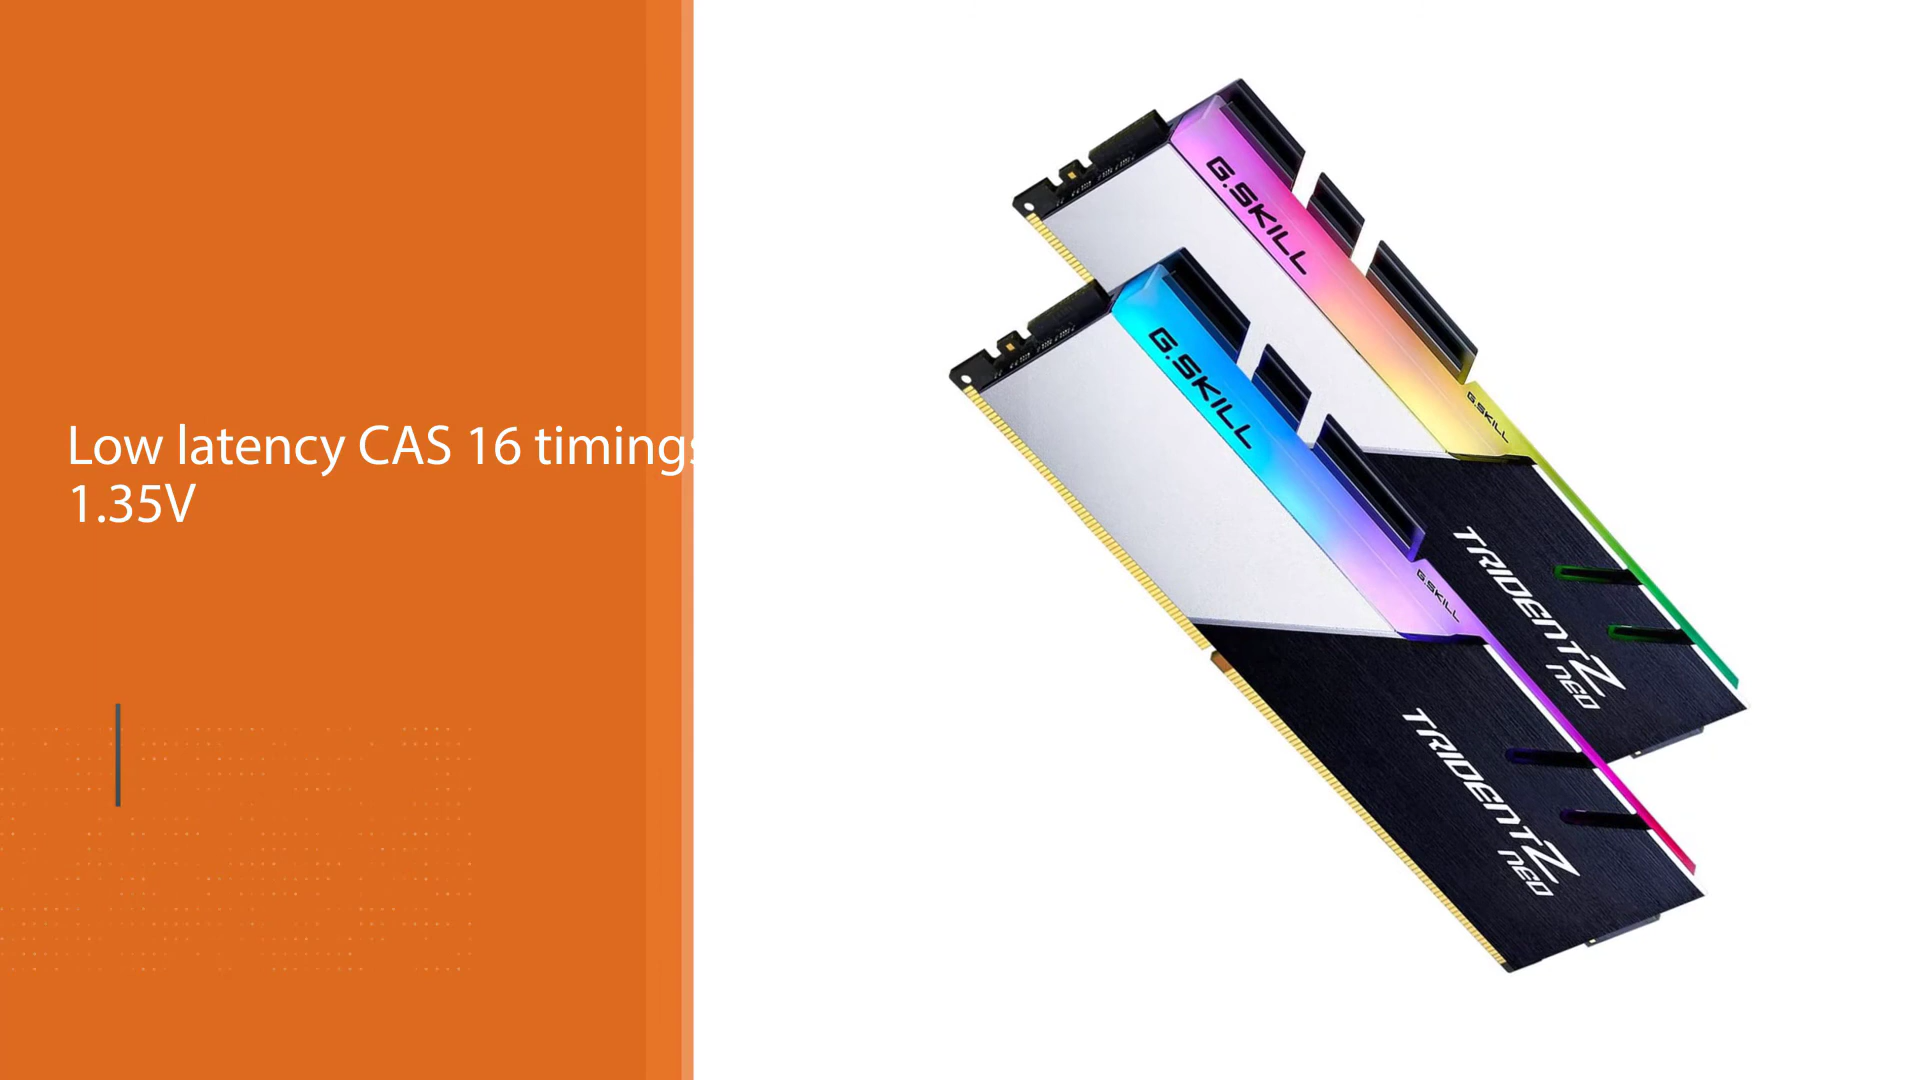 Low latency CAS 16 timings
1.35V
G.SKILL
G.SKILL
TRIDENT Z
NEO
G.SKILL
G.SKILL
TRIDENT Z
NEO